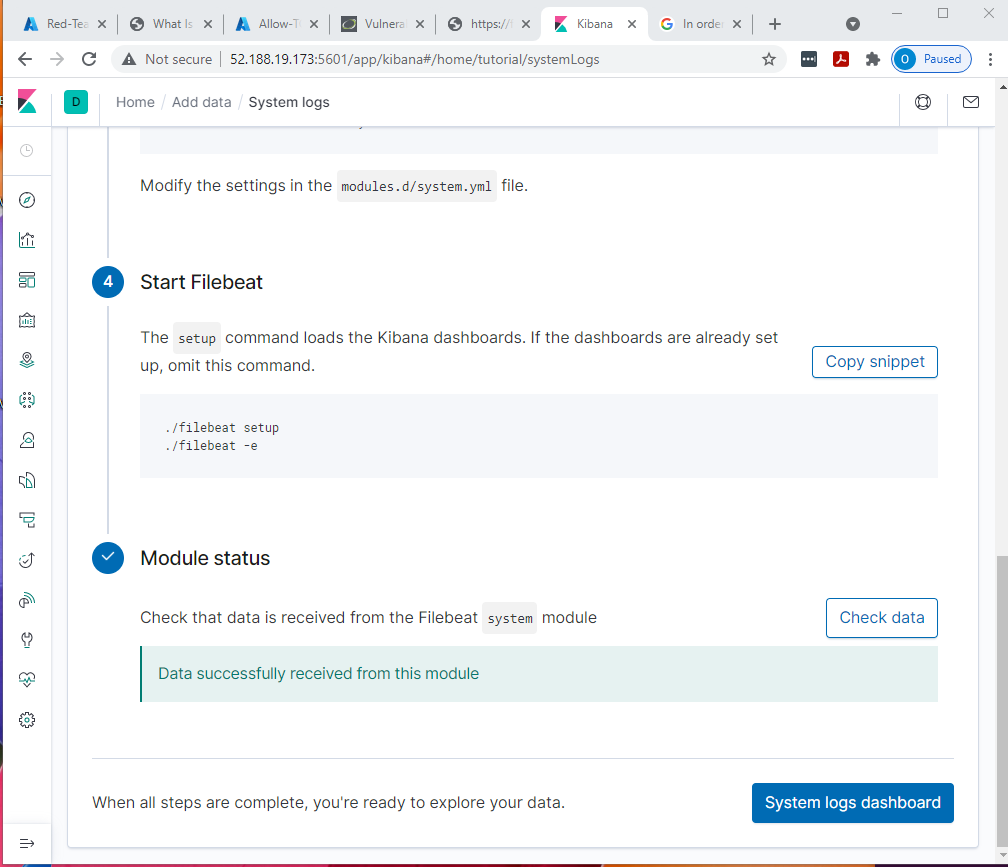 Red-Tea
What Is
Allow-T
Vulnera
https://
Kibana
In order
Not secure
52.188.19.173:5601/app/kibana#/home/tutorial/systemLogs
O
Paused
D
Home / Add data / System logs
Modify the settings in the modules.d/system.yml file.
4
Start Filebeat
The setup command loads the Kibana dashboards. If the dashboards are already set
up, omit this command.
Copy snippet
./filebeat setup
./filebeat -e
Module status
Check that data is received from the Filebeat system module
Check data
Data successfully received from this module
When all steps are complete, you're ready to explore your data.
System logs dashboard